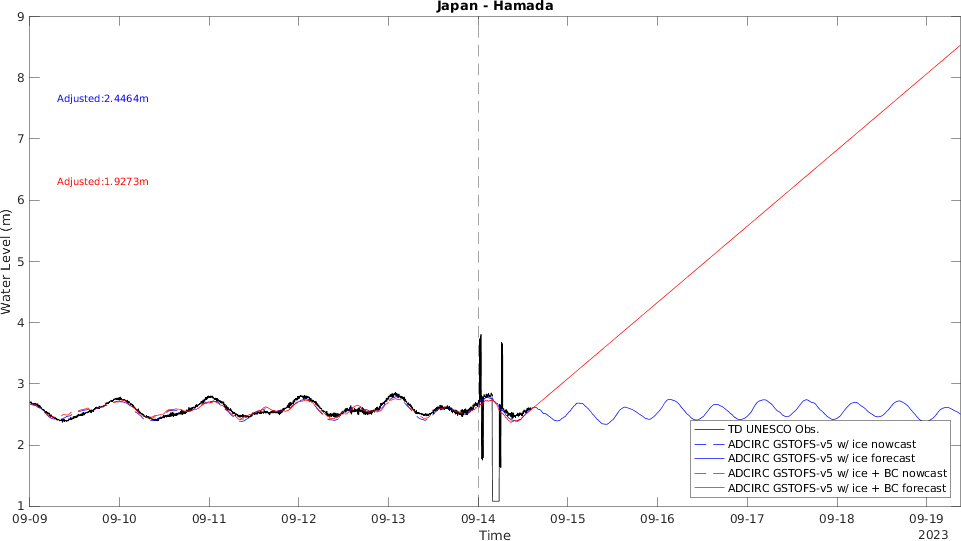 Japan - Hamada
9
8
7
6
5
4
3
2
1
Water Level (m)
Adjusted:2.4464m
Adjusted:1.9273m
TD UNESCO Obs.
ADCIRC GSTOFS-v5 w/ ice nowcast
ADCIRC GSTOFS-v5 w/ ice forecast
ADCIRC GSTOFS-v5 w/ ice + BC nowcast
ADCIRC GSTOFS-v5 w/ ice + BC forecast
09-09 09-10 09-11 09-12 09-13 09-14 09-15 09-16 09-17 09-18 09-19
Time
2023